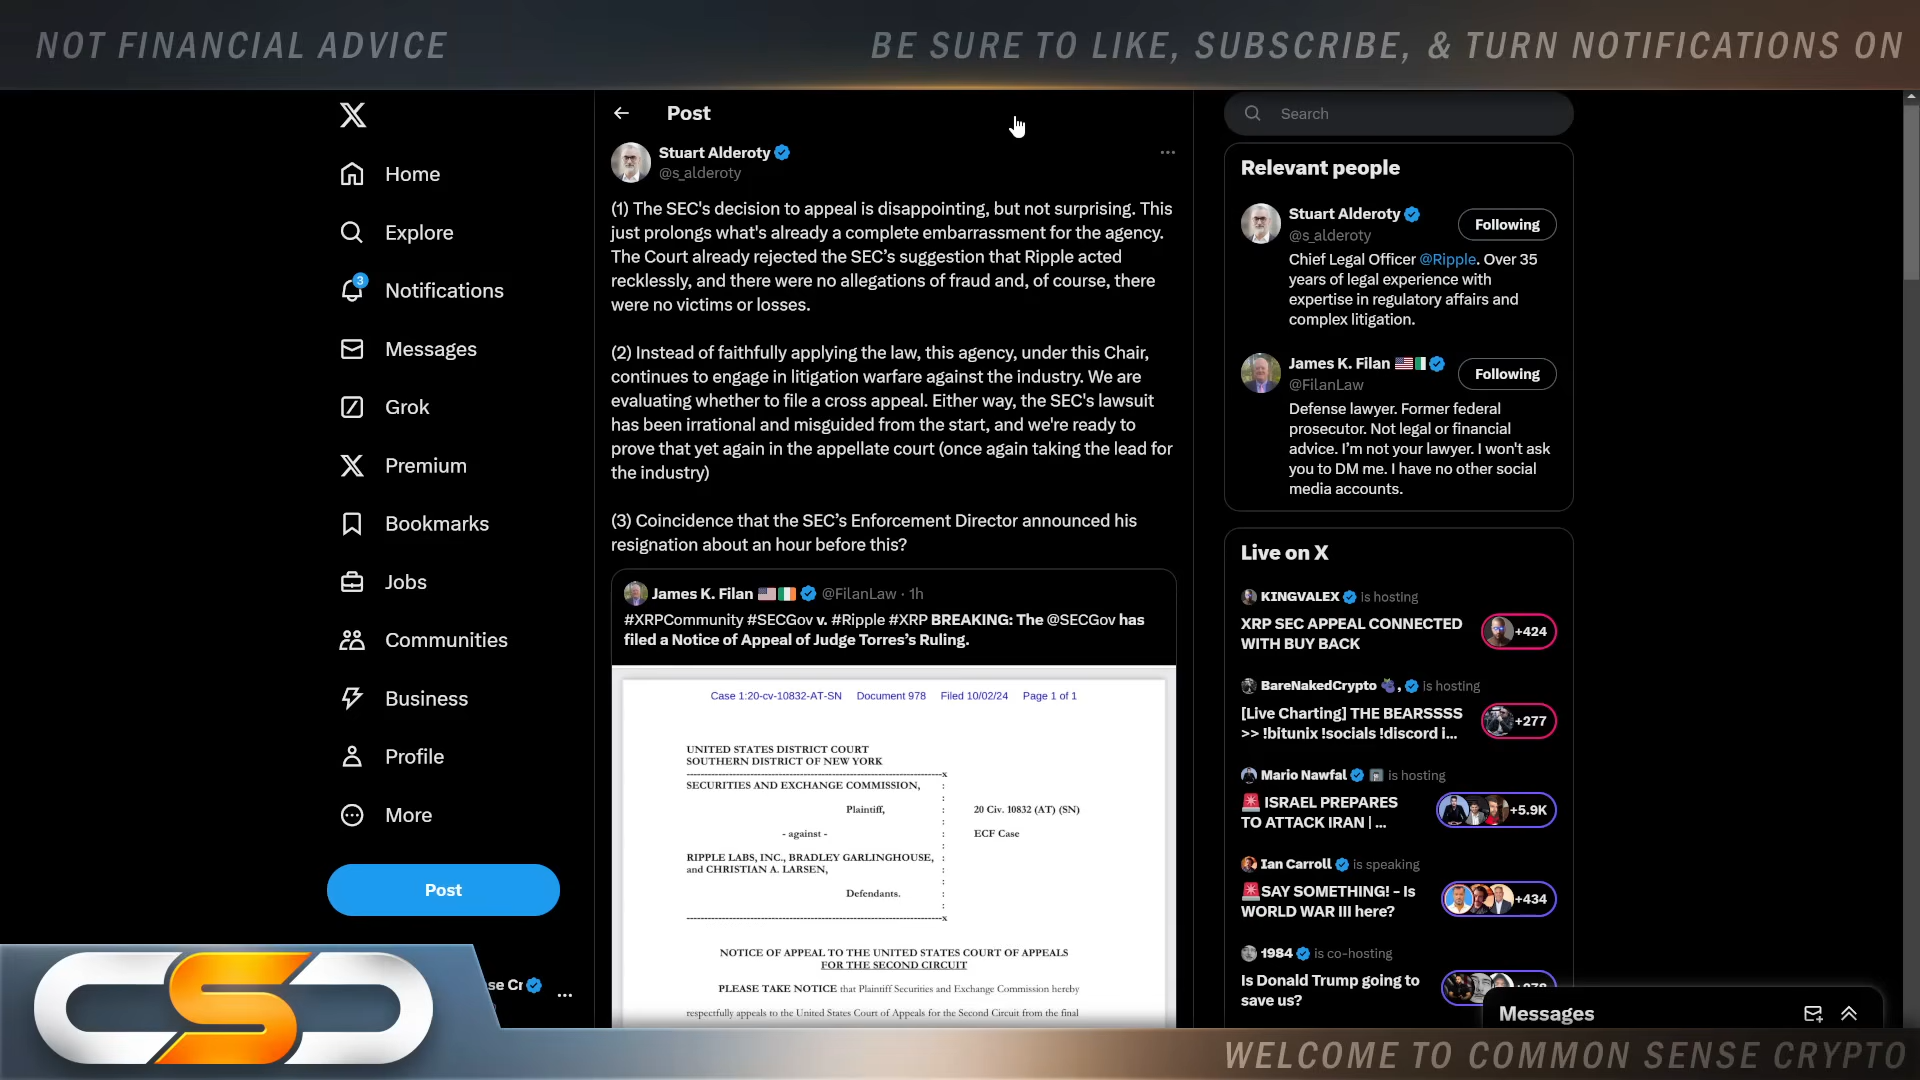 NOT FINANCIAL ADVICE
BE SURE TO LIKE, SUBSCRIBE, & TURN NOTIFICATIONS ON
Home
Explore
3
Notifications
Messages
Grok
Premium
Bookmarks
Jobs
Communities
Business
Profile
More
Post
se Cr
Post
Stuart Alderoty
@s_alderoty
(1) The SEC's decision to appeal is disappointing, but not surprising. This
just prolongs what's already a complete embarrassment for the agency.
The Court already rejected the SEC’s suggestion that Ripple acted
recklessly, and there were no allegations of fraud and, of course, there
were no victims or losses.
(2) Instead of faithfully applying the law, this agency, under this Chair,
continues to engage in litigation warfare against the industry. We are
evaluating whether to file a cross appeal. Either way, the SEC's lawsuit
has been irrational and misguided from the start, and we're ready to
prove that yet again in the appellate court (once again taking the lead for
the industry)
(3) Coincidence that the SEC’s Enforcement Director announced his
resignation about an hour before this?
James K. Filan @FilanLaw · 1h
#XRPCommunity #SECGov v. #Ripple #XRP BREAKING: The @SECGov has
filed a Notice of Appeal of Judge Torres’s Ruling.
Case 1:20-cv-10832-AT-SN Document 978 Filed 10/02/24 Page 1 of 1
UNITED STATES DISTRICT COURT
SOUTHERN DISTRICT OF NEW YORK
SECURITIES AND EXCHANGE COMMISSION,
Plaintiff,
20 Civ. 10832 (AT) (SN)
- against -
ECF Case
RIPPLE LABS, INC., BRADLEY GARLINGHOUSE,
and CHRISTIAN A. LARSEN,
Defendants.
NOTICE OF APPEAL TO THE UNITED STATES COURT OF APPEALS
FOR THE SECOND CIRCUIT
PLEASE TAKE NOTICE that Plaintiff Securities and Exchange Commission hereby
respectfully appeals to the United States Court of Appeals for the Second Circuit from the final
Search
Relevant people
Stuart Alderoty
@s_alderoty
Following
Chief Legal Officer @Ripple. Over 35
years of legal experience with
expertise in regulatory affairs and
complex litigation.
James K. Filan
@FilanLaw
Following
Defense lawyer. Former federal
prosecutor. Not legal or financial
advice. I’m not your lawyer. I won't ask
you to DM me. I have no other social
media accounts.
Live on X
KINGVALEX is hosting
XRP SEC APPEAL CONNECTED
WITH BUY BACK
+424
BareNakedCrypto , is hosting
[Live Charting] THE BEARSSSS
>> !bitunix !socials !discord i...
+277
Mario Nawfal is hosting
ISRAEL PREPARES
TO ATTACK IRAN | ...
+5.9K
Ian Carroll is speaking
SAY SOMETHING! - Is
WORLD WAR III here?
+434
1984 is co-hosting
Is Donald Trump going to
save us?
Messages
CSC
WELCOME TO COMMON SENSE CRYPTO